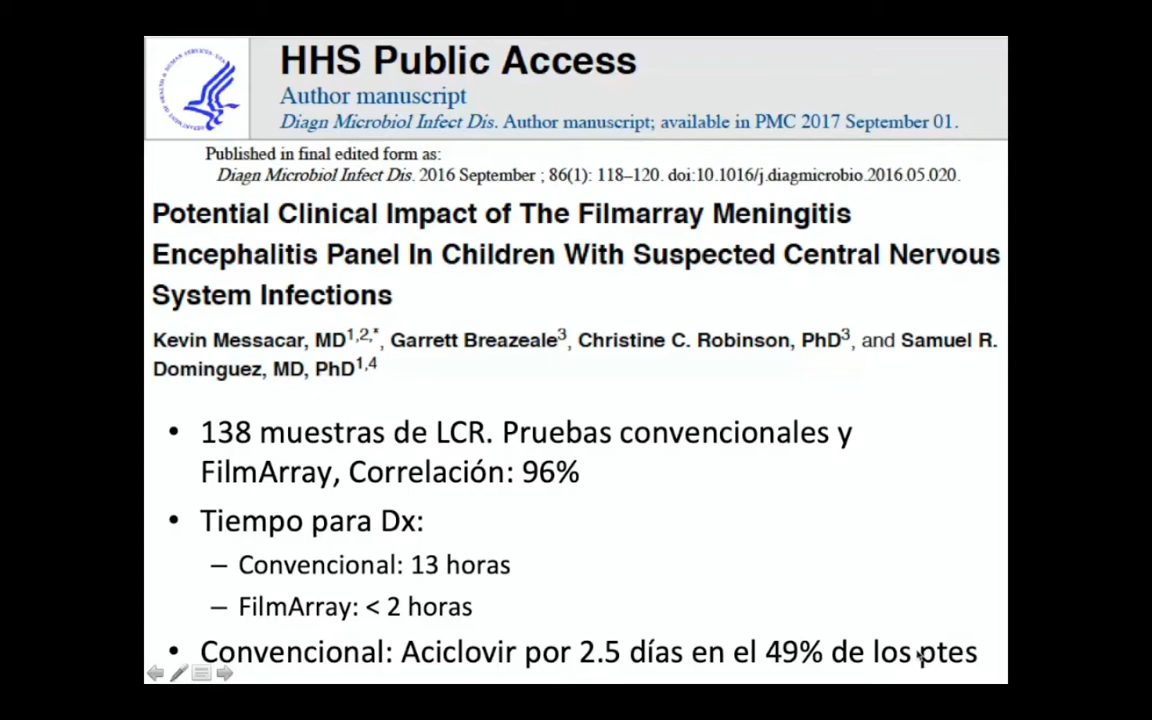 HHS Public Access
Author manuscript
Diagn Microbiol Infect Dis. Author manuscript; available in PMC 2017 September 01.
Published in final edited form as:
Diagn Microbiol Infect Dis. 2016 September ; 86(1): 118–120. doi:10.1016/j.diagmicrobio.2016.05.020.
Potential Clinical Impact of The Filmarray Meningitis
Encephalitis Panel In Children With Suspected Central Nervous
System Infections
Kevin Messacar, MD1,2,*, Garrett Breazeale3, Christine C. Robinson, PhD3, and Samuel R.
Dominguez, MD, PhD1,4
• 138 muestras de LCR. Pruebas convencionales y
FilmArray, Correlación: 96%
• Tiempo para Dx:
– Convencional: 13 horas
– FilmArray: < 2 horas
• Convencional: Aciclovir por 2.5 días en el 49% de los ptes